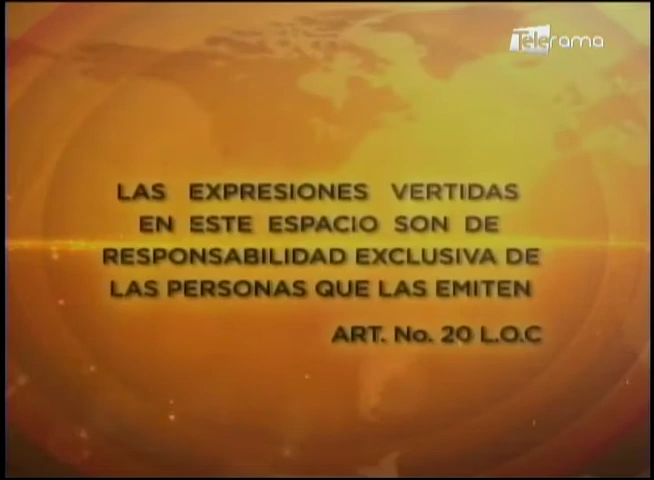 Telerama
LAS EXPRESIONES VERTIDAS
EN ESTE ESPACIO SON DE
RESPONSABILIDAD EXCLUSIVA DE
LAS PERSONAS QUE LAS EMITEN
ART. No. 20 L.O.C